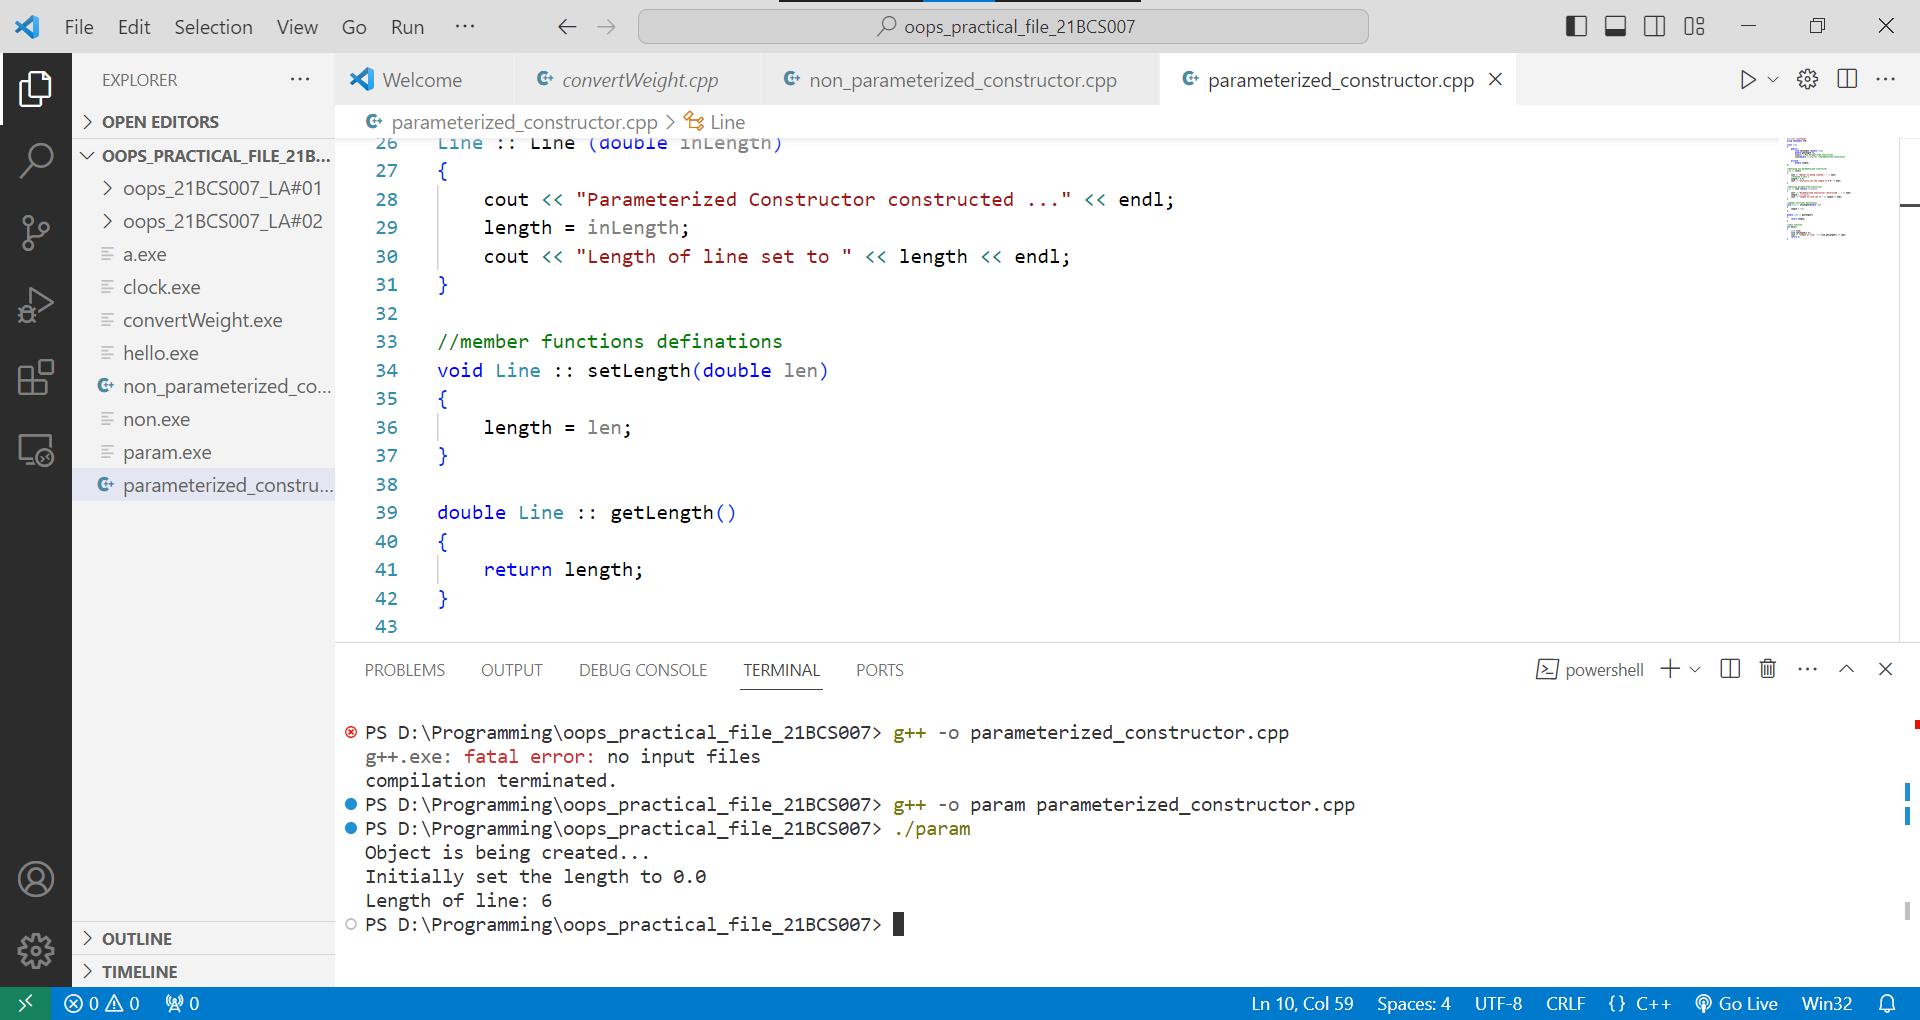 File Edit Selection View Go Run ··· oops_practical_file_21BCS007
EXPLORER ···
Welcome convertWeight.cpp non_parameterized_constructor.cpp parameterized_constructor.cpp
OPEN EDITORS
OOPS_PRACTICAL_FILE_21B...
oops_21BCS007_LA#01
oops_21BCS007_LA#02
a.exe
clock.exe
convertWeight.exe
hello.exe
non_parameterized_co...
non.exe
param.exe
parameterized_constru...
OUTLINE
TIMELINE
parameterized_constructor.cpp > Line
26 Line :: Line (double inLength)
27 {
28     cout << "Parameterized Constructor constructed ..." << endl;
29     length = inLength;
30     cout << "Length of line set to " << length << endl;
31 }
32
33 //member functions definations
34 void Line :: setLength(double len)
35 {
36     length = len;
37 }
38
39 double Line :: getLength()
40 {
41     return length;
42 }
43
PROBLEMS OUTPUT DEBUG CONSOLE TERMINAL PORTS powershell
PS D:\Programming\oops_practical_file_21BCS007> g++ -o parameterized_constructor.cpp
g++.exe: fatal error: no input files
compilation terminated.
PS D:\Programming\oops_practical_file_21BCS007> g++ -o param parameterized_constructor.cpp
PS D:\Programming\oops_practical_file_21BCS007> ./param
Object is being created...
Initially set the length to 0.0
Length of line: 6
PS D:\Programming\oops_practical_file_21BCS007>
0 0 0 Ln 10, Col 59 Spaces: 4 UTF-8 CRLF {} C++ Go Live Win32